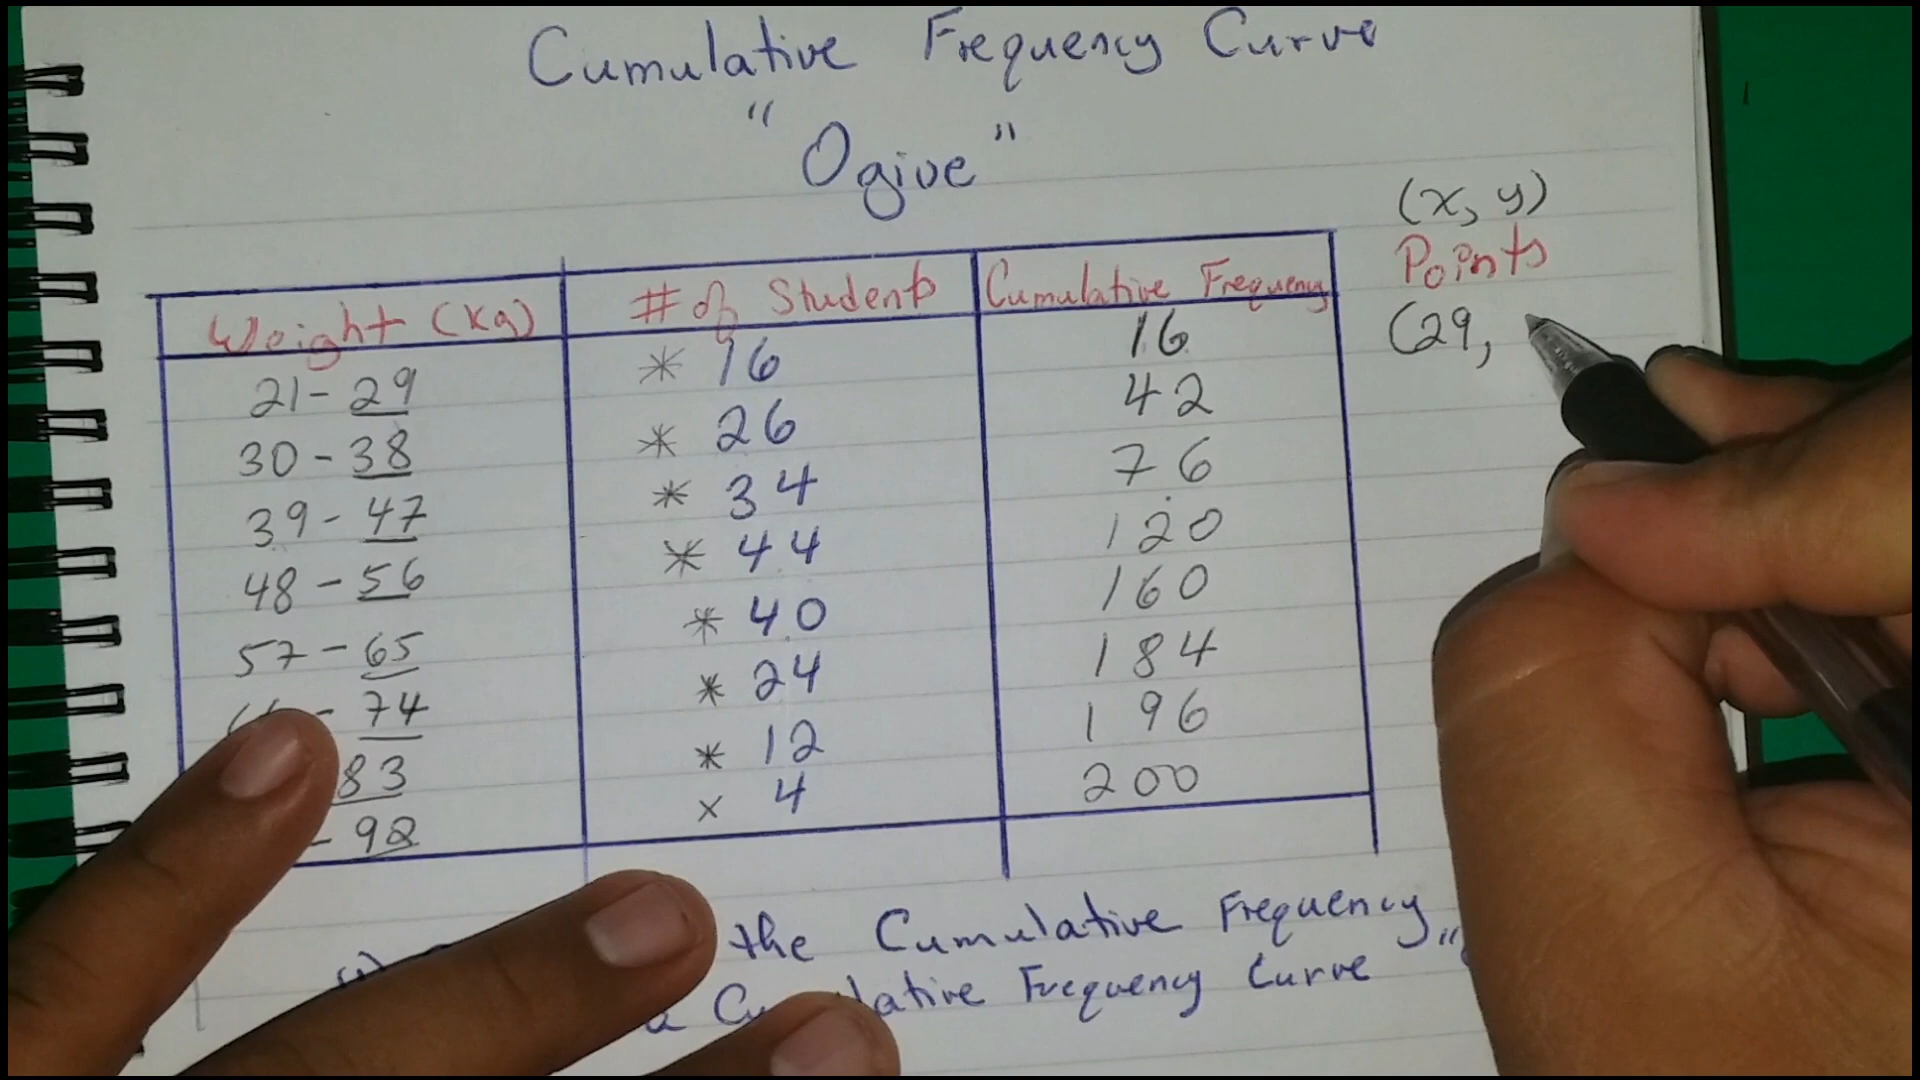 Cumulative Frequency Curve
"Ogive"
(x, y)
Points
Weight (Kg) # of Students Cumulative Frequency
21 - 29 * 16 16 (29,
30 - 38 * 26 42
39 - 47 * 34 76
48 - 56 * 44 120
57 - 65 * 40 160
- 74 * 24 184
83 * 12 196
- 92 × 4 200
the Cumulative Frequency
a Cumulative Frequency Curve "